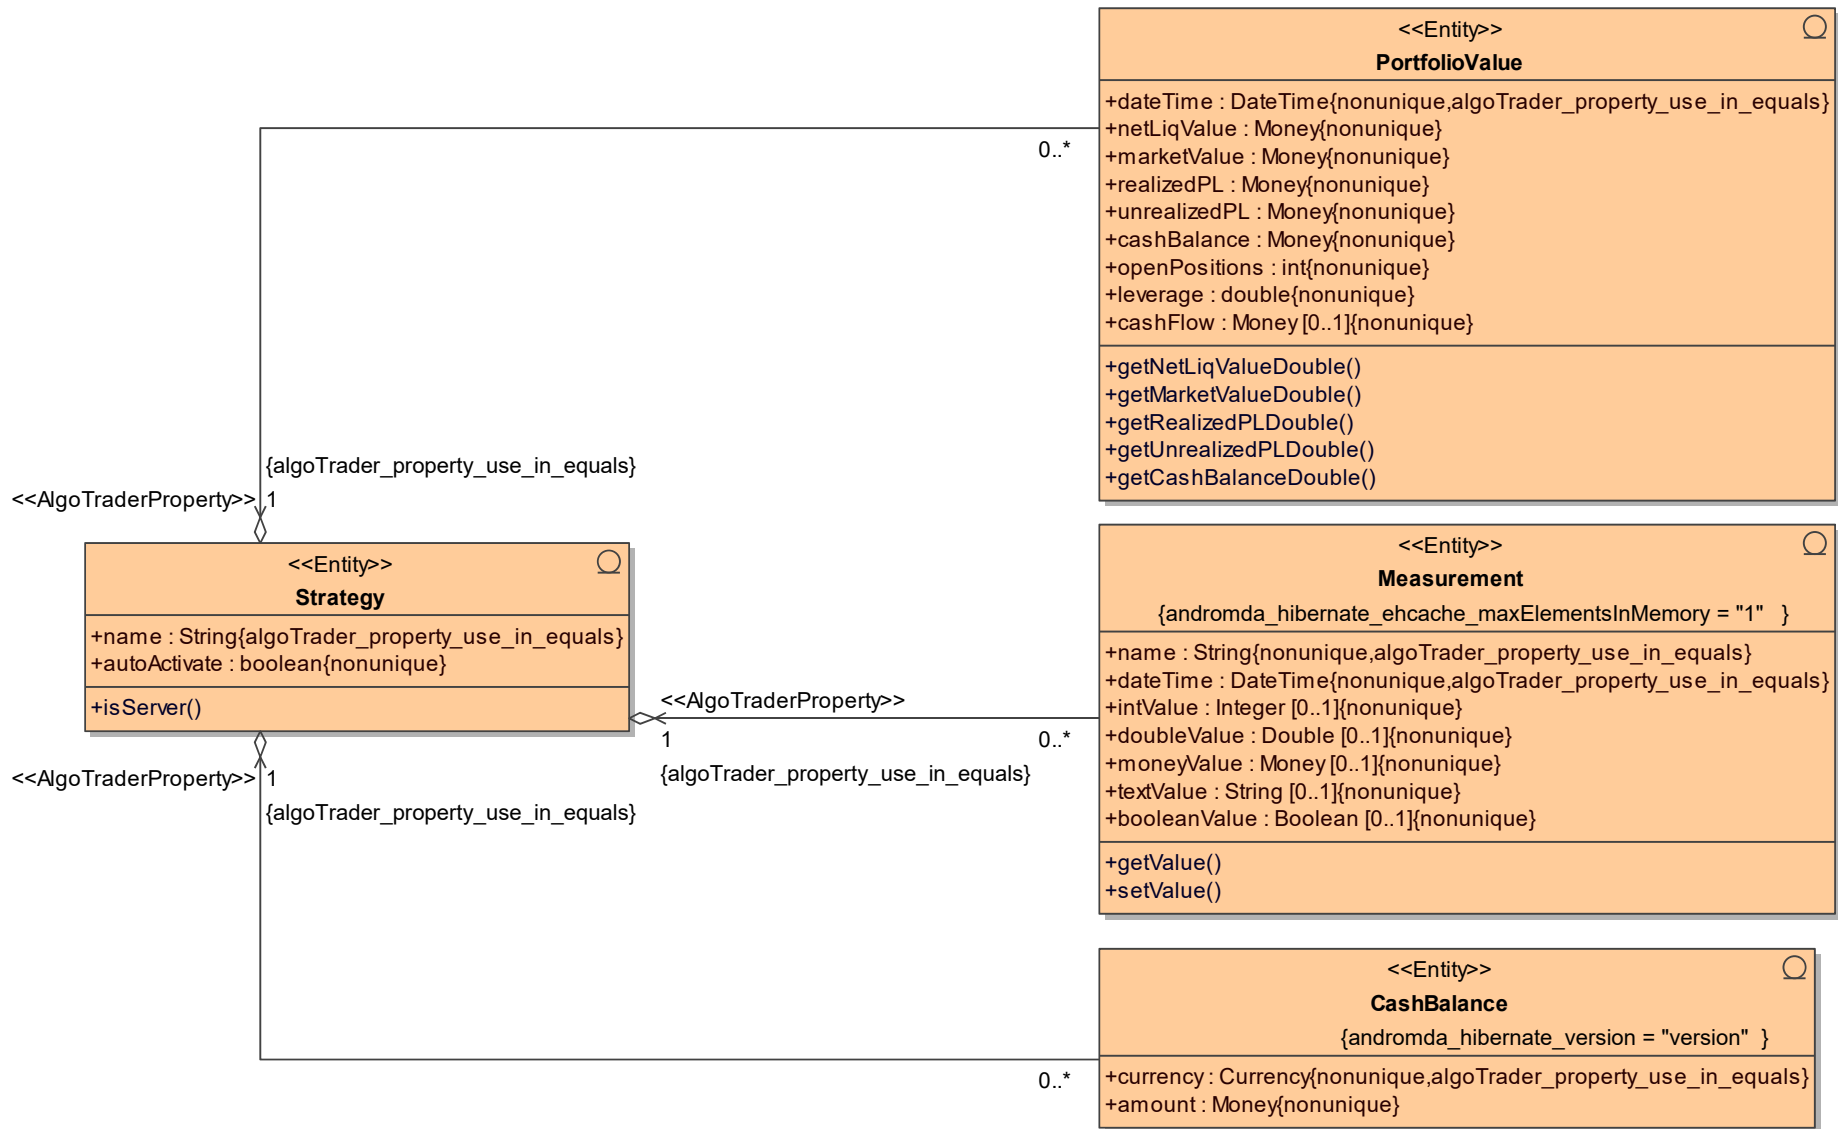 <<Entity>>
PortfolioValue
+dateTime : DateTime{nonunique,algoTrader_property_use_in_equals}
+netLiqValue : Money{nonunique}
+marketValue : Money{nonunique}
+realizedPL : Money{nonunique}
+unrealizedPL : Money{nonunique}
+cashBalance : Money{nonunique}
+openPositions : int{nonunique}
+leverage : double{nonunique}
+cashFlow : Money [0..1]{nonunique}
+getNetLiqValueDouble()
+getMarketValueDouble()
+getRealizedPLDouble()
+getUnrealizedPLDouble()
+getCashBalanceDouble()
0..*
{algoTrader_property_use_in_equals}
<<AlgoTraderProperty>> 1
<<Entity>>
Strategy
+name : String{algoTrader_property_use_in_equals}
+autoActivate : boolean{nonunique}
+isServer()
<<AlgoTraderProperty>>
1
0..*
{algoTrader_property_use_in_equals}
<<AlgoTraderProperty>> 1
{algoTrader_property_use_in_equals}
<<Entity>>
Measurement
{andromda_hibernate_ehcache_maxElementsInMemory = "1" }
+name : String{nonunique,algoTrader_property_use_in_equals}
+dateTime : DateTime{nonunique,algoTrader_property_use_in_equals}
+intValue : Integer [0..1]{nonunique}
+doubleValue : Double [0..1]{nonunique}
+moneyValue : Money [0..1]{nonunique}
+textValue : String [0..1]{nonunique}
+booleanValue : Boolean [0..1]{nonunique}
+getValue()
+setValue()
<<Entity>>
CashBalance
{andromda_hibernate_version = "version" }
0..*
+currency : Currency{nonunique,algoTrader_property_use_in_equals}
+amount : Money{nonunique}